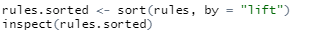 rules.sorted <- sort(rules, by = "lift")
inspect(rules.sorted)